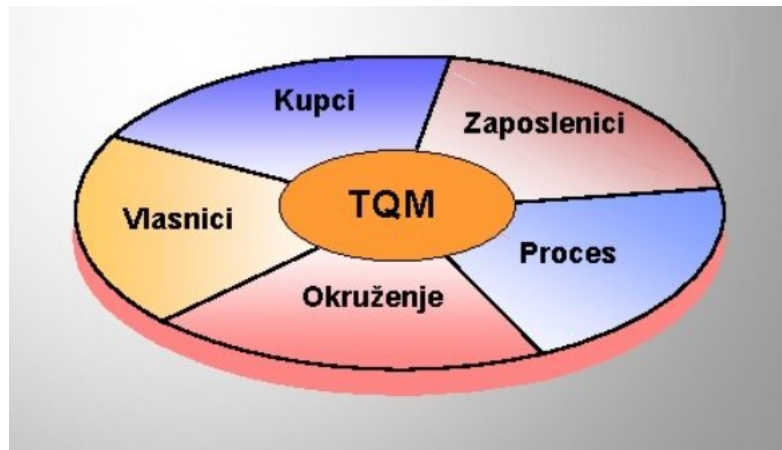 Kupci
Zaposlenici
TQM
Vlasnici
Proces
Okruženje